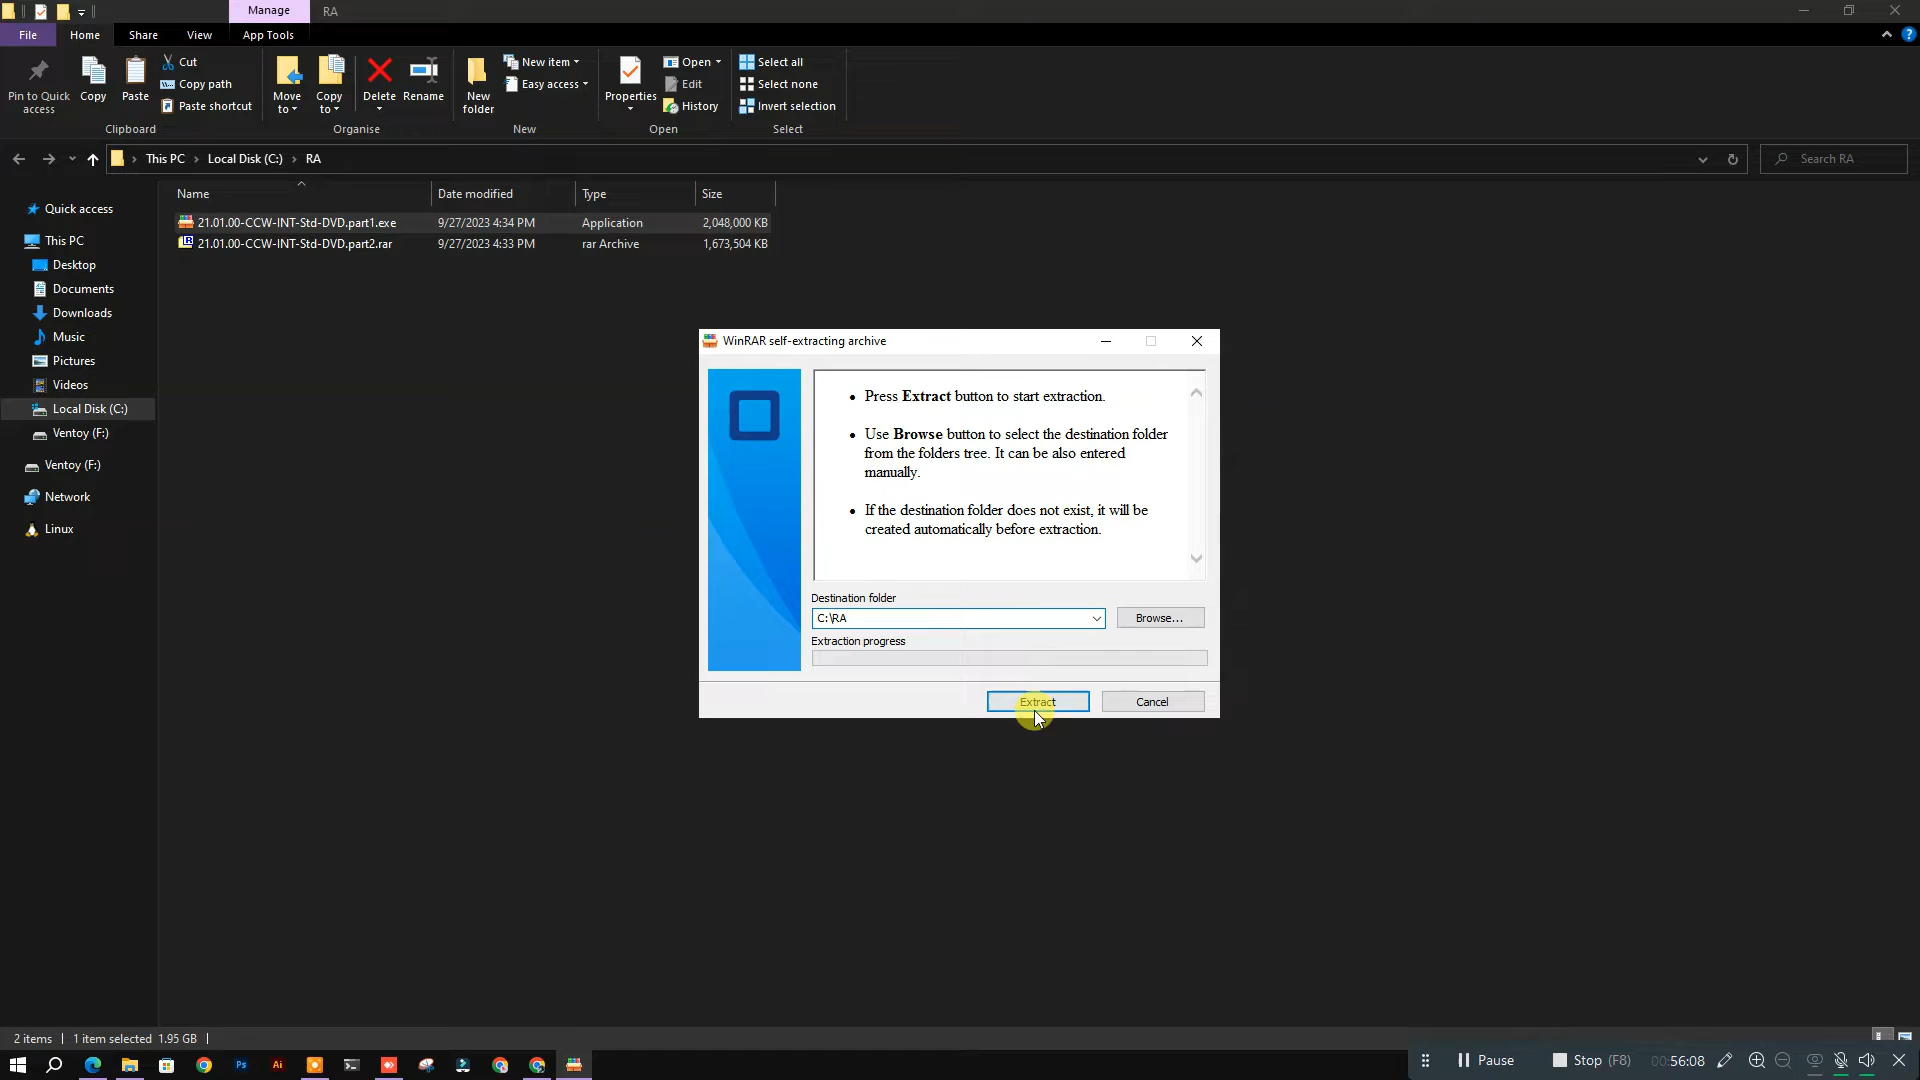 Manage
RA
File
Home
Share
View
App Tools
Pin to Quick
access
Copy
Paste
Cut
Copy path
Paste shortcut
Clipboard
Move
to
Copy
to
Delete
Rename
Organise
New
folder
New item
Easy access
New
Properties
Open
Edit
History
Open
Select all
Select none
Invert selection
Select
This PC
Local Disk (C:)
RA
Search RA
Name
Date modified
Type
Size
21.01.00-CCW-INT-Std-DVD.part1.exe
9/27/2023 4:34 PM
Application
2,048,000 KB
21.01.00-CCW-INT-Std-DVD.part2.rar
9/27/2023 4:33 PM
rar Archive
1,673,504 KB
Quick access
This PC
Desktop
Documents
Downloads
Music
Pictures
Videos
Local Disk (C:)
Ventoy (F:)
Ventoy (F:)
Network
Linux
WinRAR self-extracting archive
Press Extract button to start extraction.
Use Browse button to select the destination folder
from the folders tree. It can be also entered
manually.
If the destination folder does not exist, it will be
created automatically before extraction.
Destination folder
C:\RA
Browse...
Extraction progress
Extract
Cancel
2 items
1 item selected 1.95 GB
Ps
Ai
Pause
Stop (F8)
00:56:08